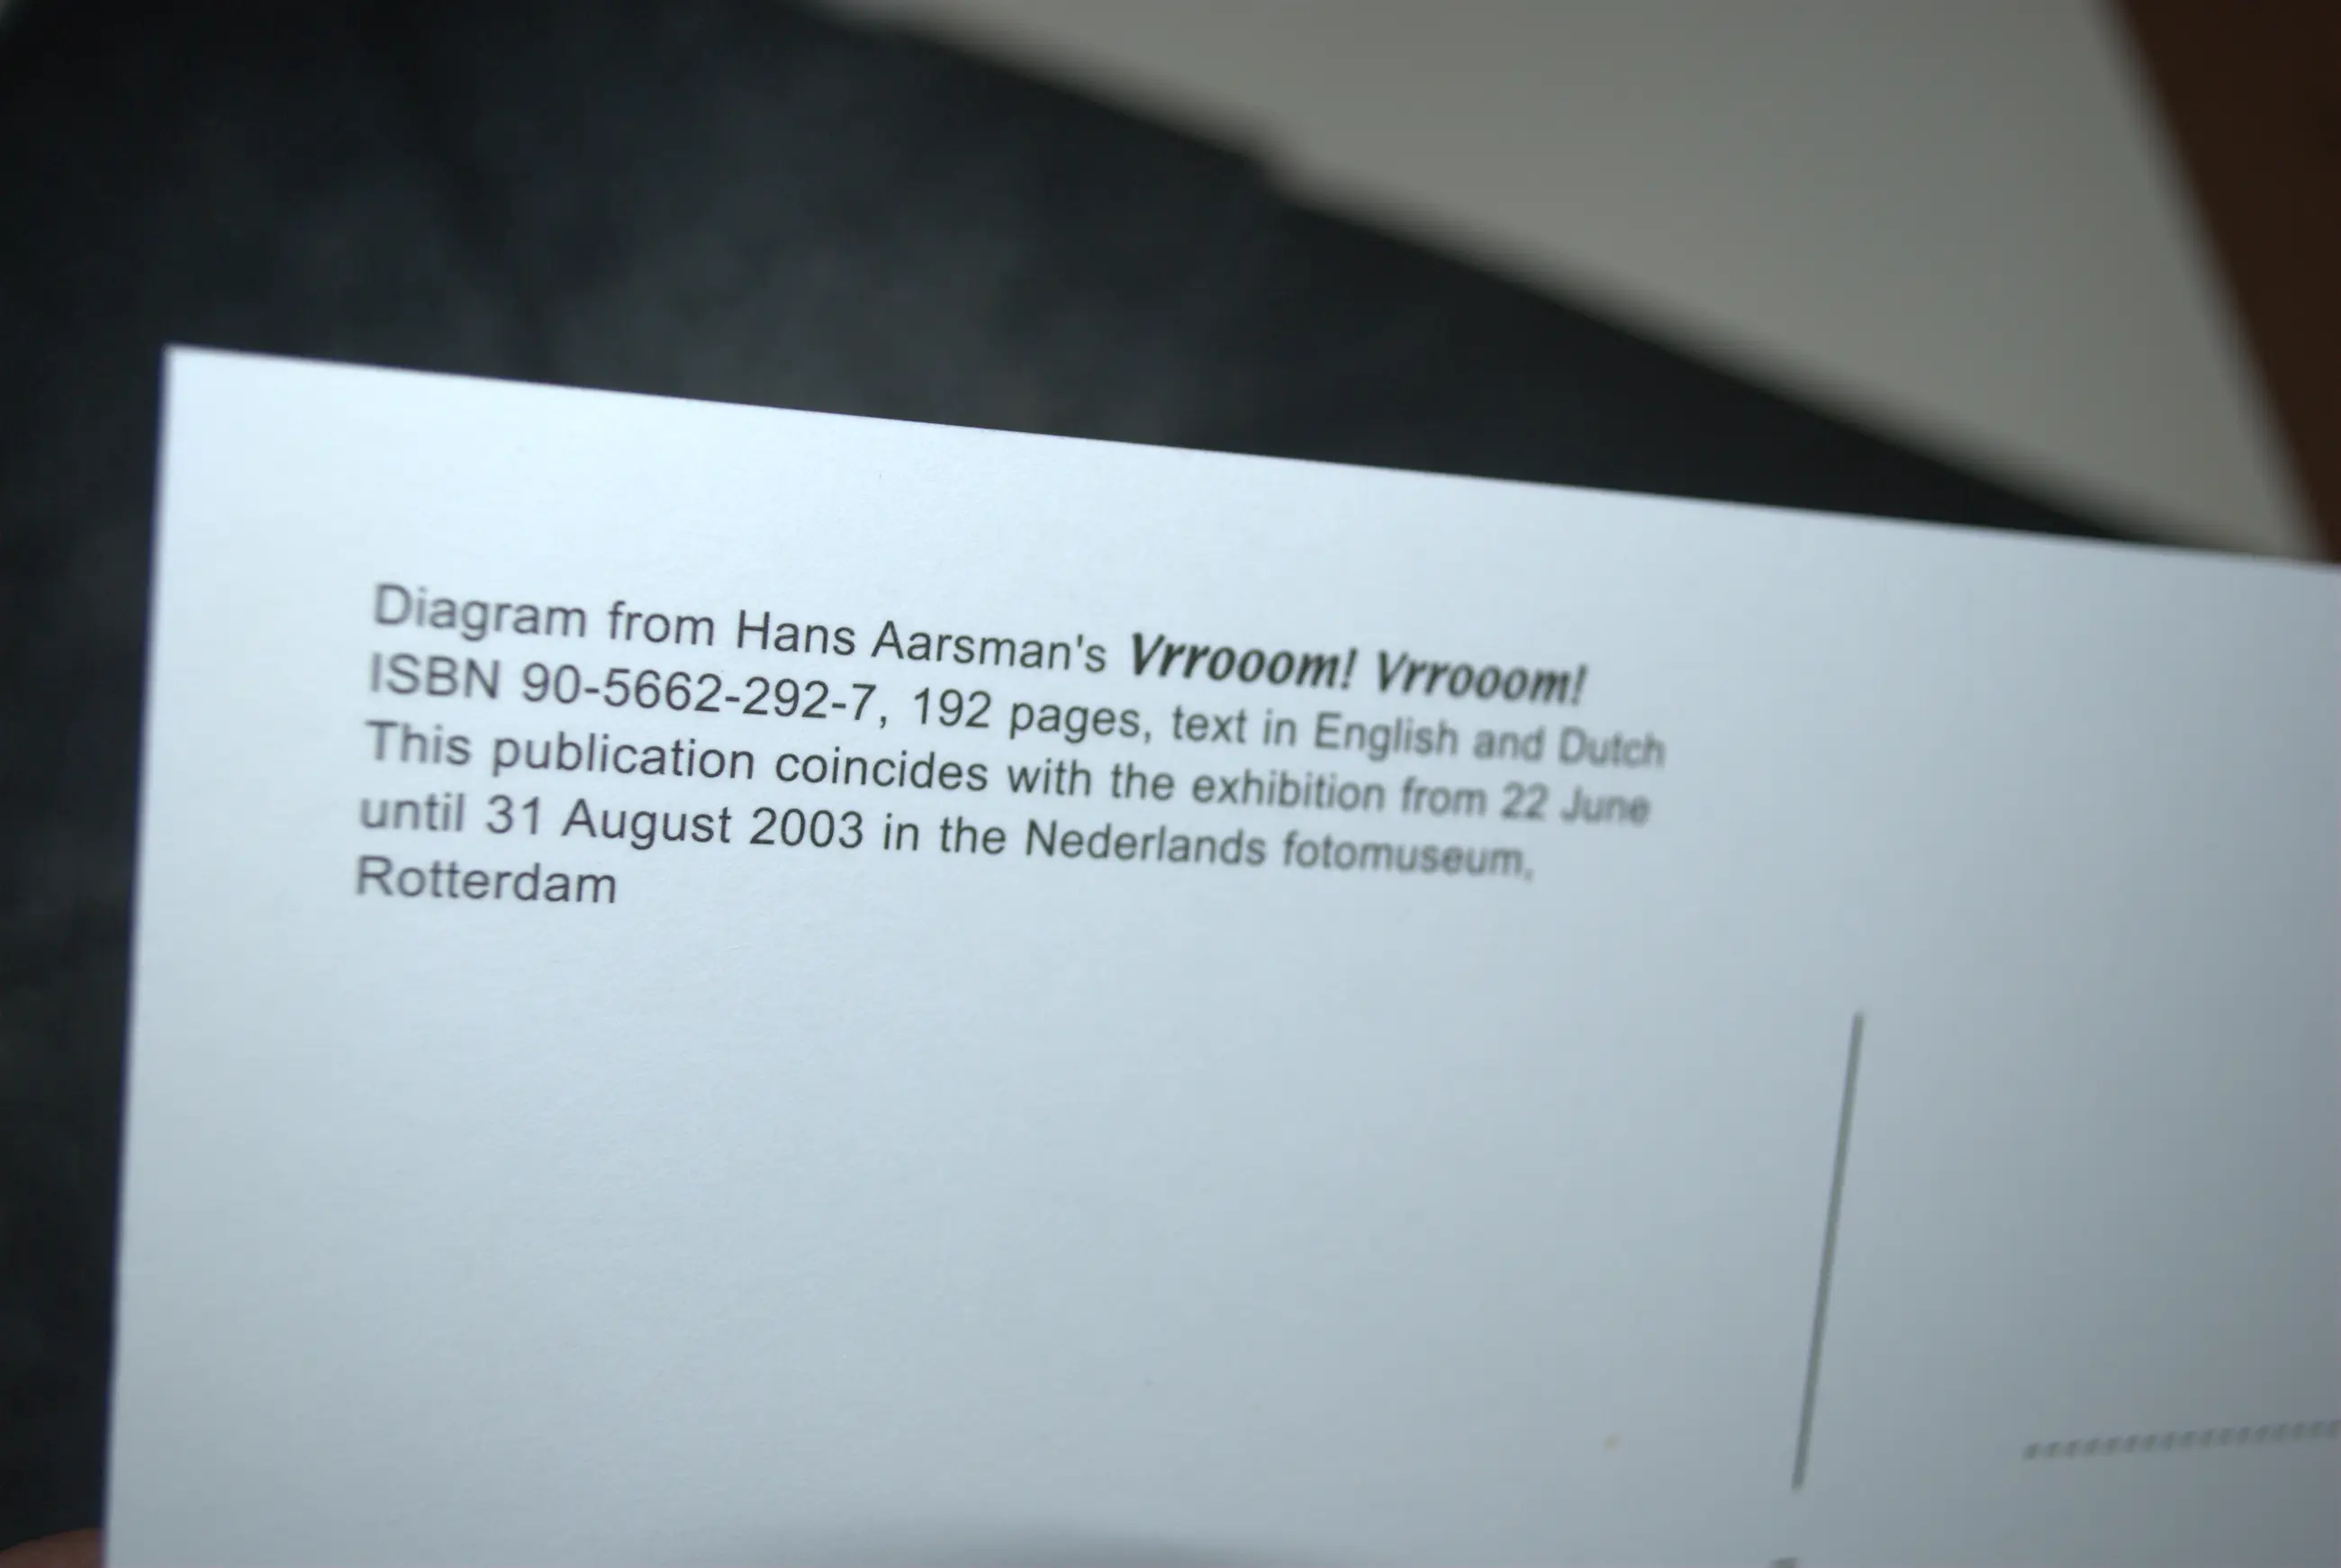 Diagram from Hans Aarsman's Vrrooom! Vrrooom!
ISBN 90-5662-292-7, 192 pages, text in English and Dutch
This publication coincides with the exhibition from 22 June
until 31 August 2003 in the Nederlands fotomuseum,
Rotterdam